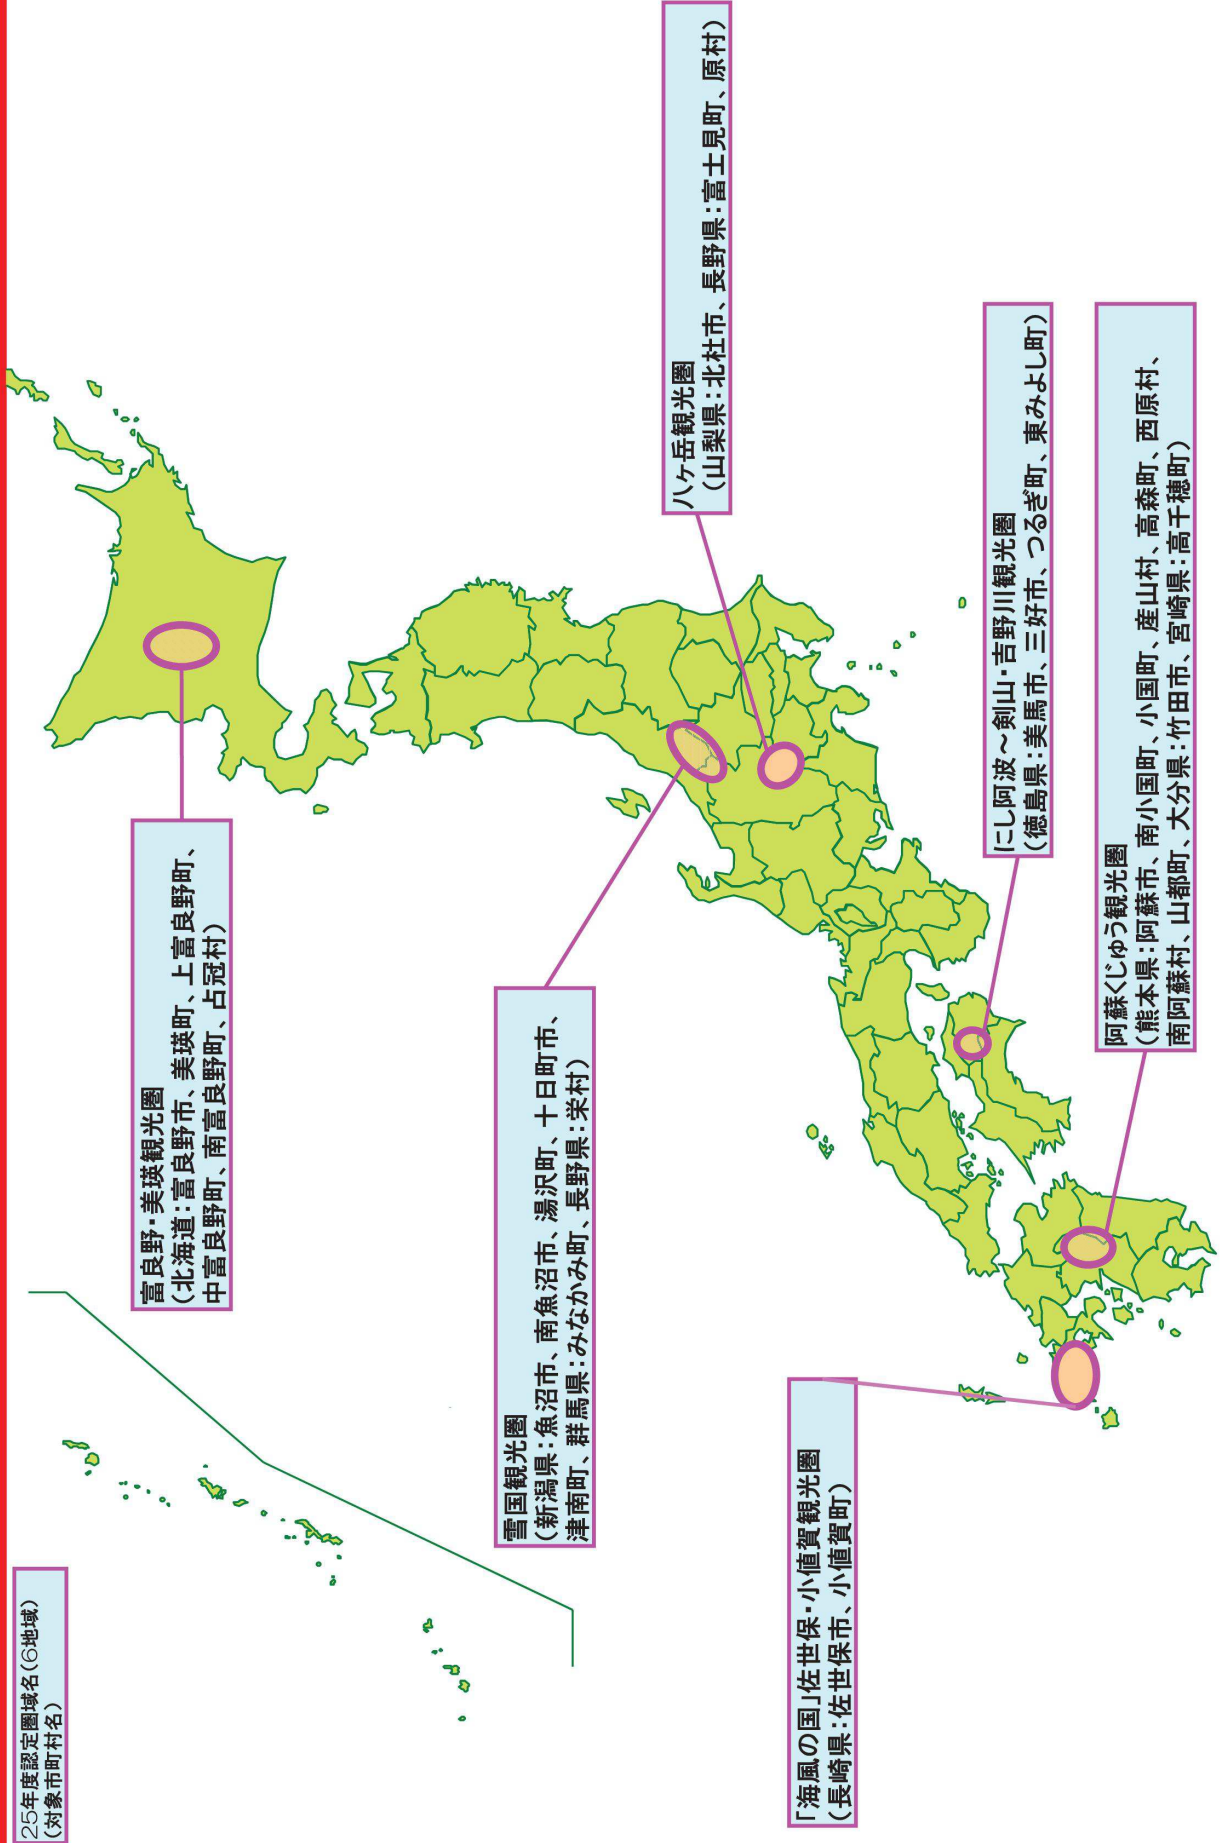 25年度認定圏域名(6地域)
(対象市町村名)
富良野・美瑛観光圏
(北海道:富良野市、美瑛町、上富良野町、
中富良野町、南富良野町、占冠村)
雪国観光圏
(新潟県:魚沼市、南魚沼市、湯沢町、十日町市、
津南町、群馬県:みなかみ町、長野県:栄村)
八ヶ岳観光圏
(山梨県:北杜市、長野県:富士見町、原村)
「海風の国」佐世保・小値賀観光圏
(長崎県:佐世保市、小値賀町)
にし阿波~剣山・吉野川観光圏
(徳島県:美馬市、三好市、つるぎ町、東みよし町)
阿蘇くじゅう観光圏
(熊本県:阿蘇市、南小国町、小国町、産山村、高森町、西原村、
南阿蘇村、山都町、大分県:竹田市、宮崎県:高千穂町)